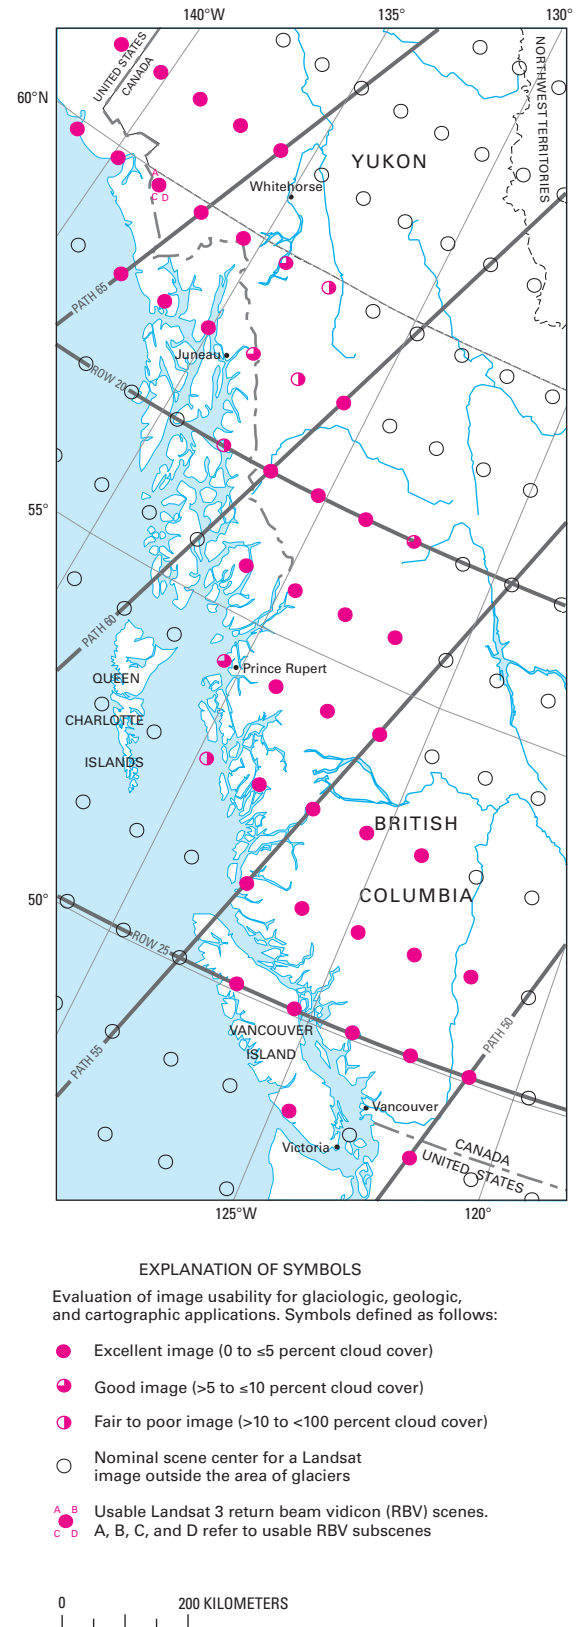 140°W
135°
130°
UNITED STATES
CANADA
NORTHWEST TERRITORIES
60°N
YUKON
A
C D
Whitehorse
PATH 65
Juneau
ROW 20
55°
PATH 60
Prince Rupert
QUEEN
CHARLOTTE
ISLANDS
BRITISH
COLUMBIA
50°
ROW 25
PATH 50
VANCOUVER
ISLAND
PATH 55
Vancouver
Victoria
CANADA
UNITED STATES
125°W
120°
EXPLANATION OF SYMBOLS
Evaluation of image usability for glaciologic, geologic,
and cartographic applications. Symbols defined as follows:
Excellent image (0 to ≤5 percent cloud cover)
Good image (>5 to ≤10 percent cloud cover)
Fair to poor image (>10 to <100 percent cloud cover)
Nominal scene center for a Landsat
image outside the area of glaciers
A B
Usable Landsat 3 return beam vidicon (RBV) scenes.
C D
A, B, C, and D refer to usable RBV subscenes
0
200 KILOMETERS